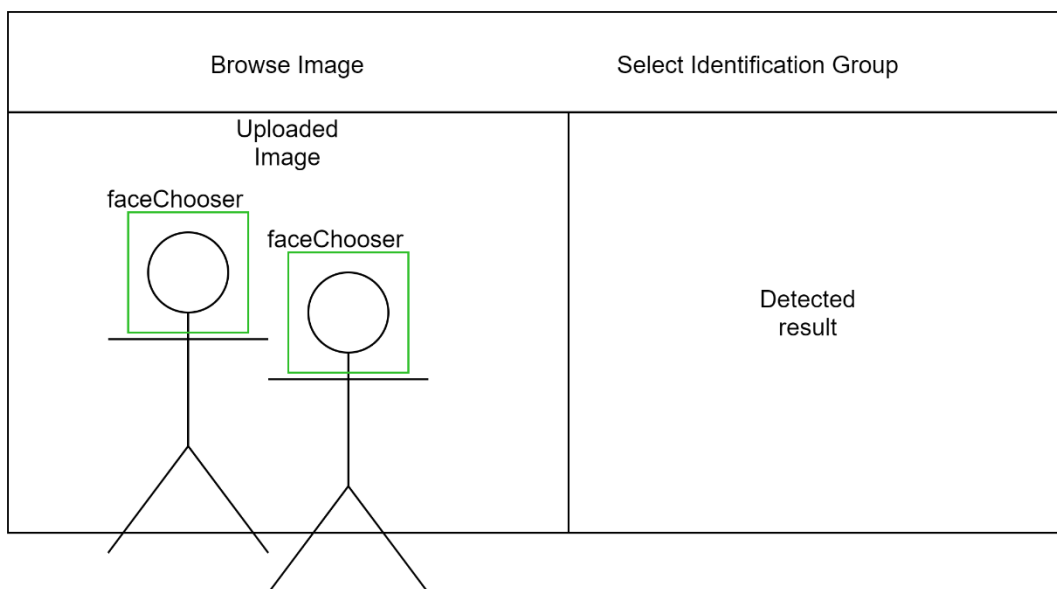 Browse Image
Select Identification Group
Uploaded
Image
faceChooser
faceChooser
Detected
result